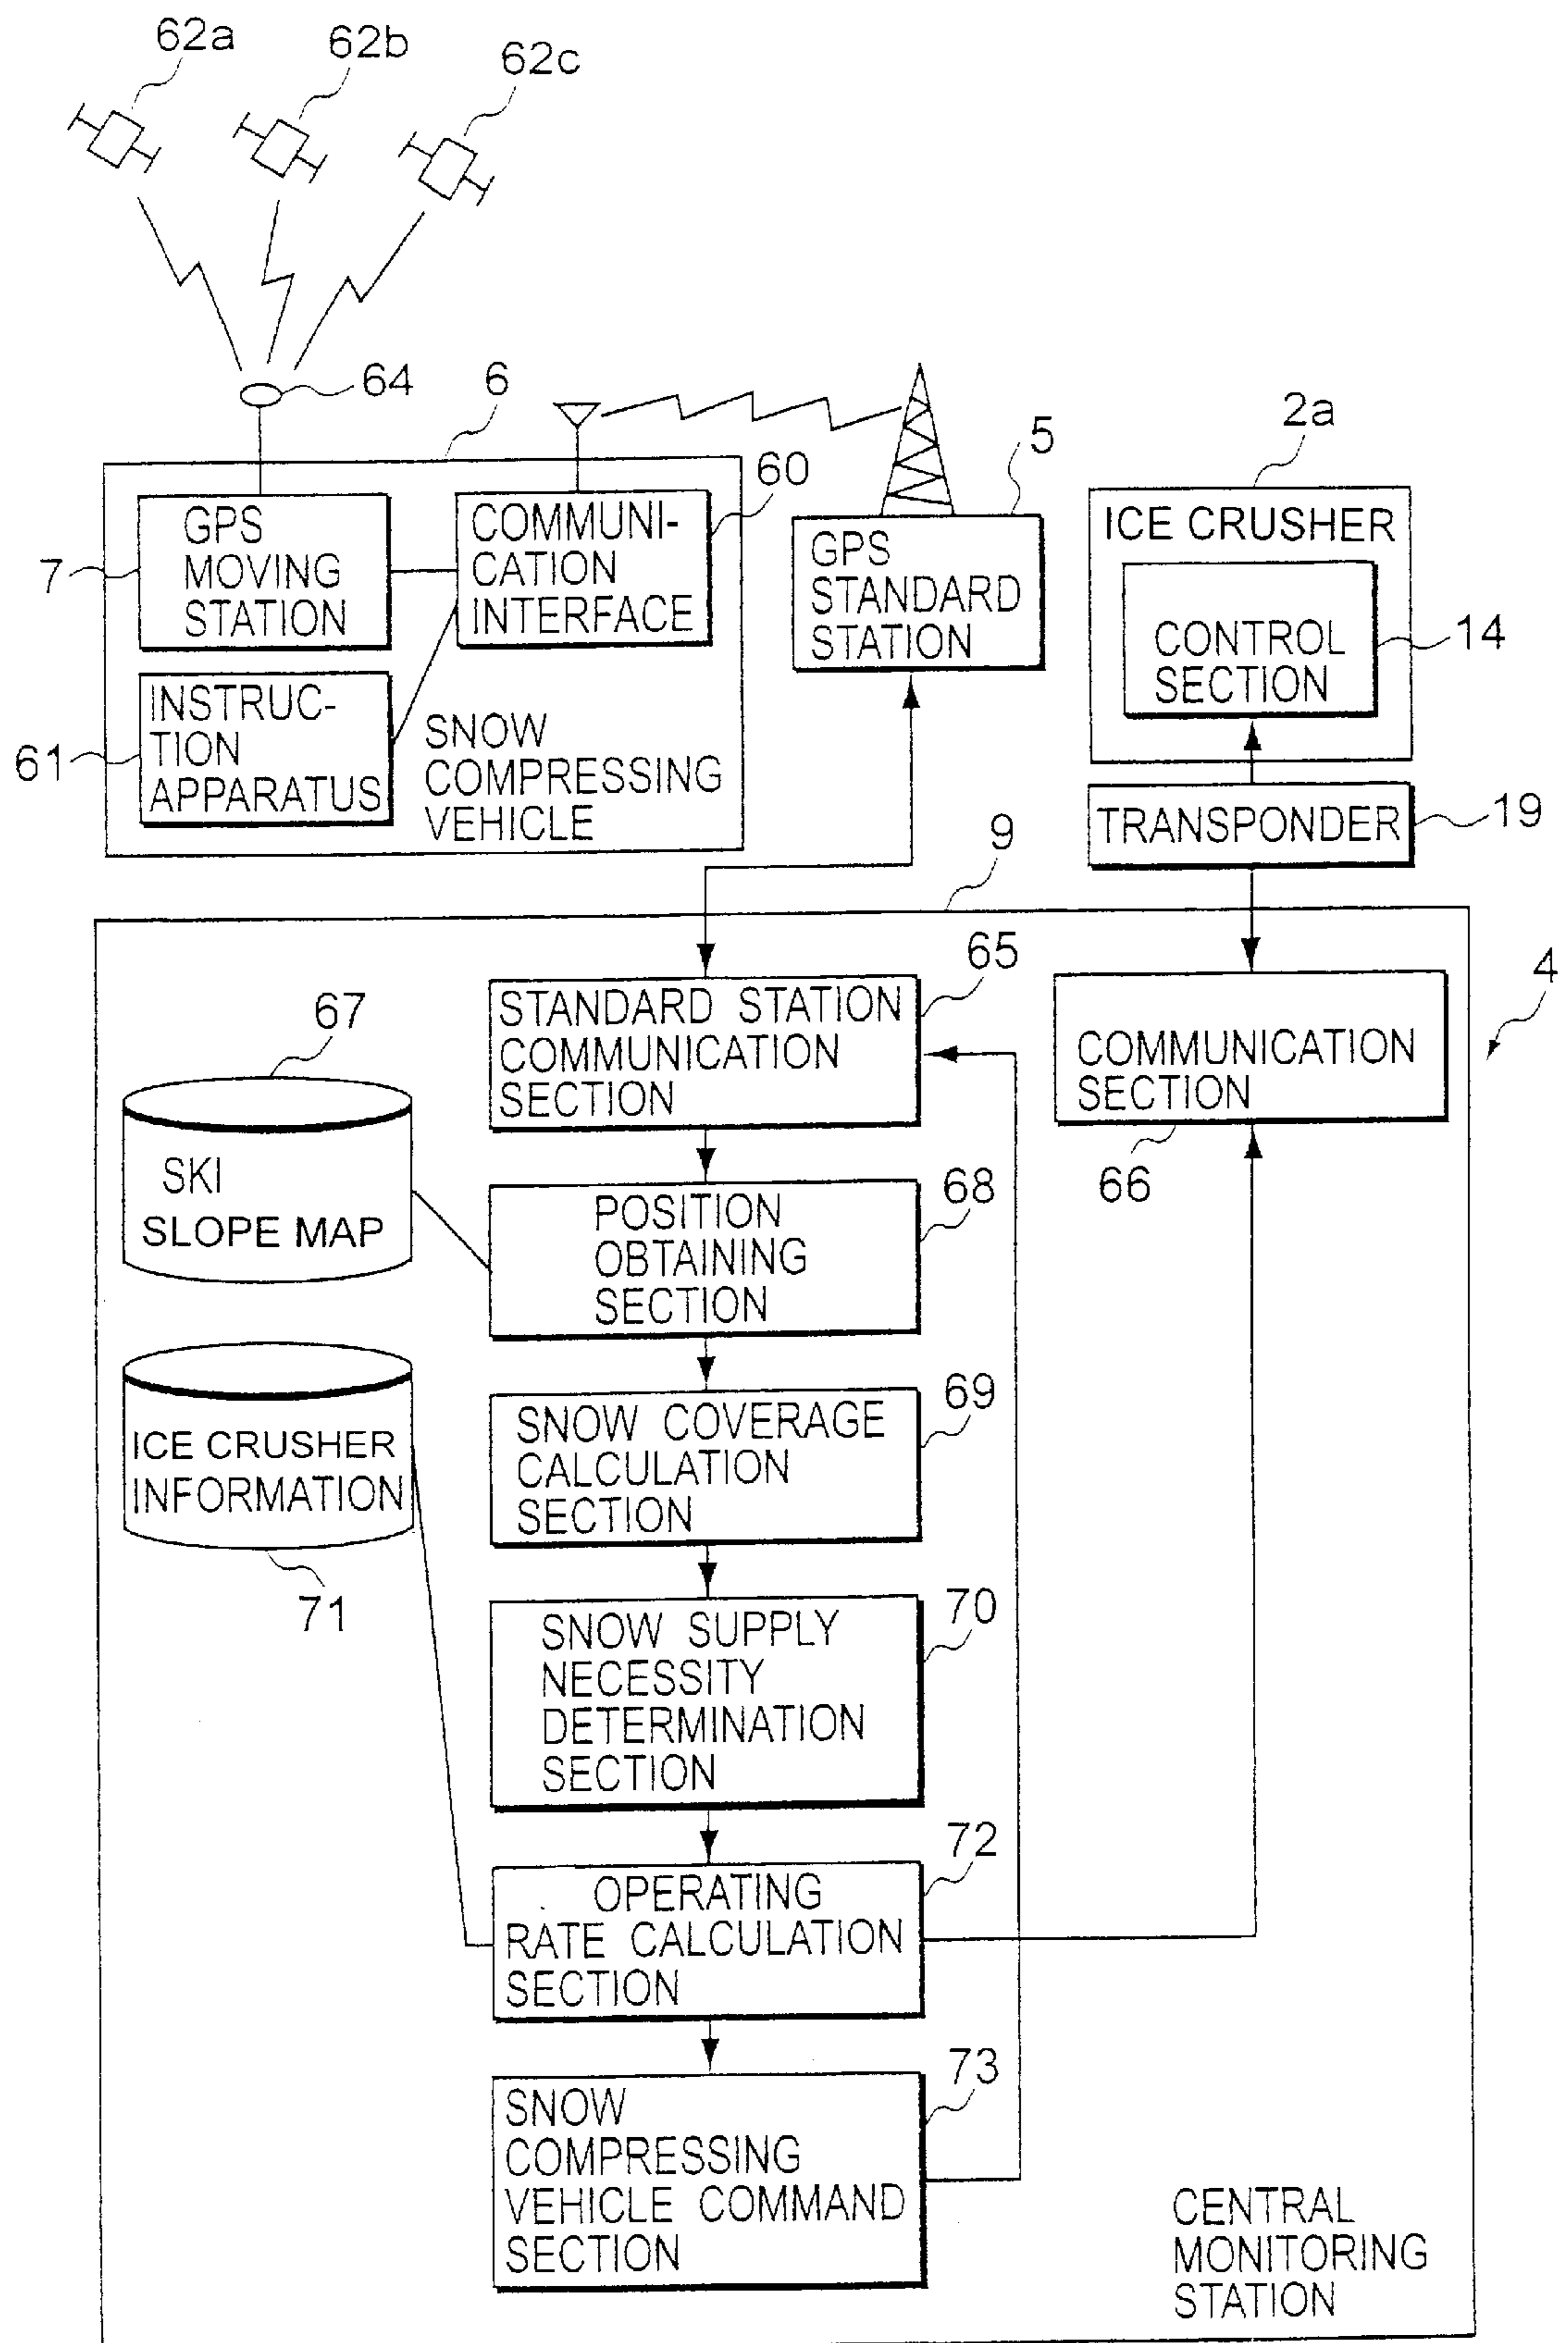 62a
62b
62c
64
6
60
5
2a
GPS
MOVING
STATION
7
COMMUNI-
CATION
INTERFACE
GPS
STANDARD
STATION
ICE CRUSHER
CONTROL
SECTION
14
INSTRUC-
TION
APPARATUS
61
SNOW
COMPRESSING
VEHICLE
TRANSPONDER
19
9
65
4
STANDARD STATION
COMMUNICATION
SECTION
COMMUNICATION
SECTION
66
67
SKI
SLOPE MAP
68
POSITION
OBTAINING
SECTION
69
SNOW COVERAGE
CALCULATION
SECTION
ICE CRUSHER
INFORMATION
71
70
SNOW SUPPLY
NECESSITY
DETERMINATION
SECTION
72
OPERATING
RATE CALCULATION
SECTION
73
SNOW
COMPRESSING
VEHICLE COMMAND
SECTION
CENTRAL
MONITORING
STATION